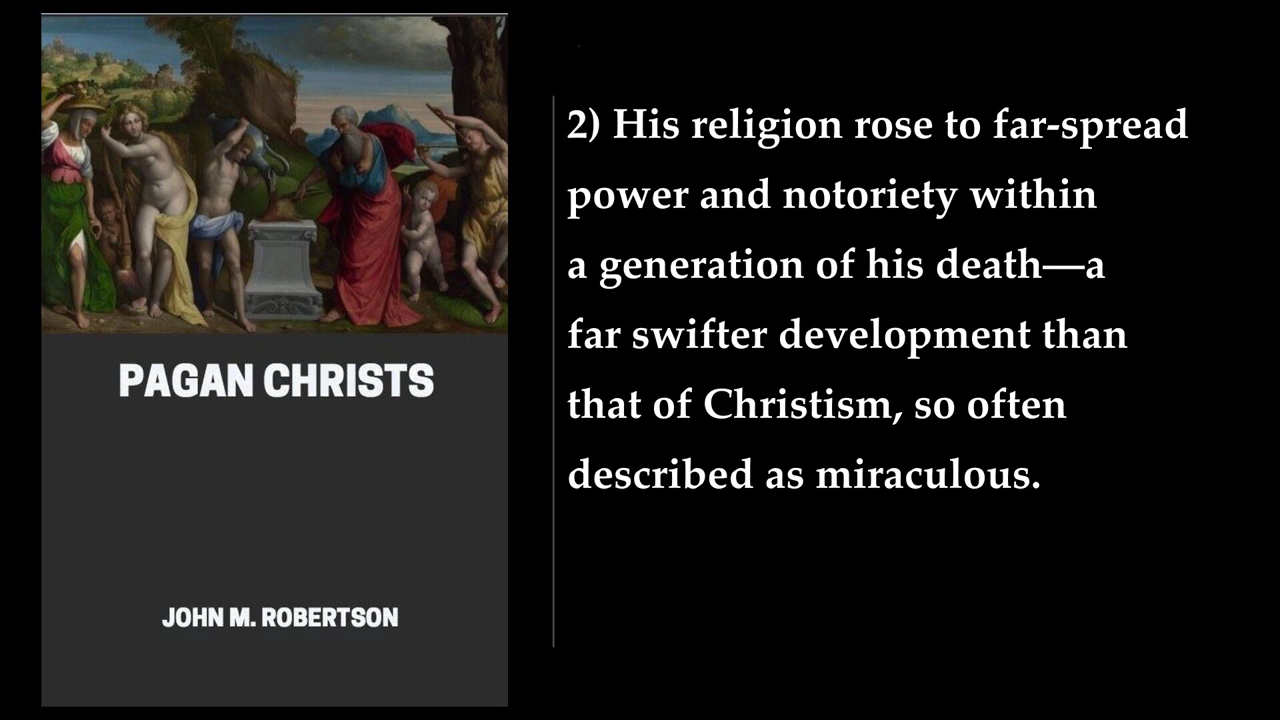 PAGAN CHRISTS
JOHN M. ROBERTSON
2) His religion rose to far-spread
power and notoriety within
a generation of his death—a
far swifter development than
that of Christism, so often
described as miraculous.